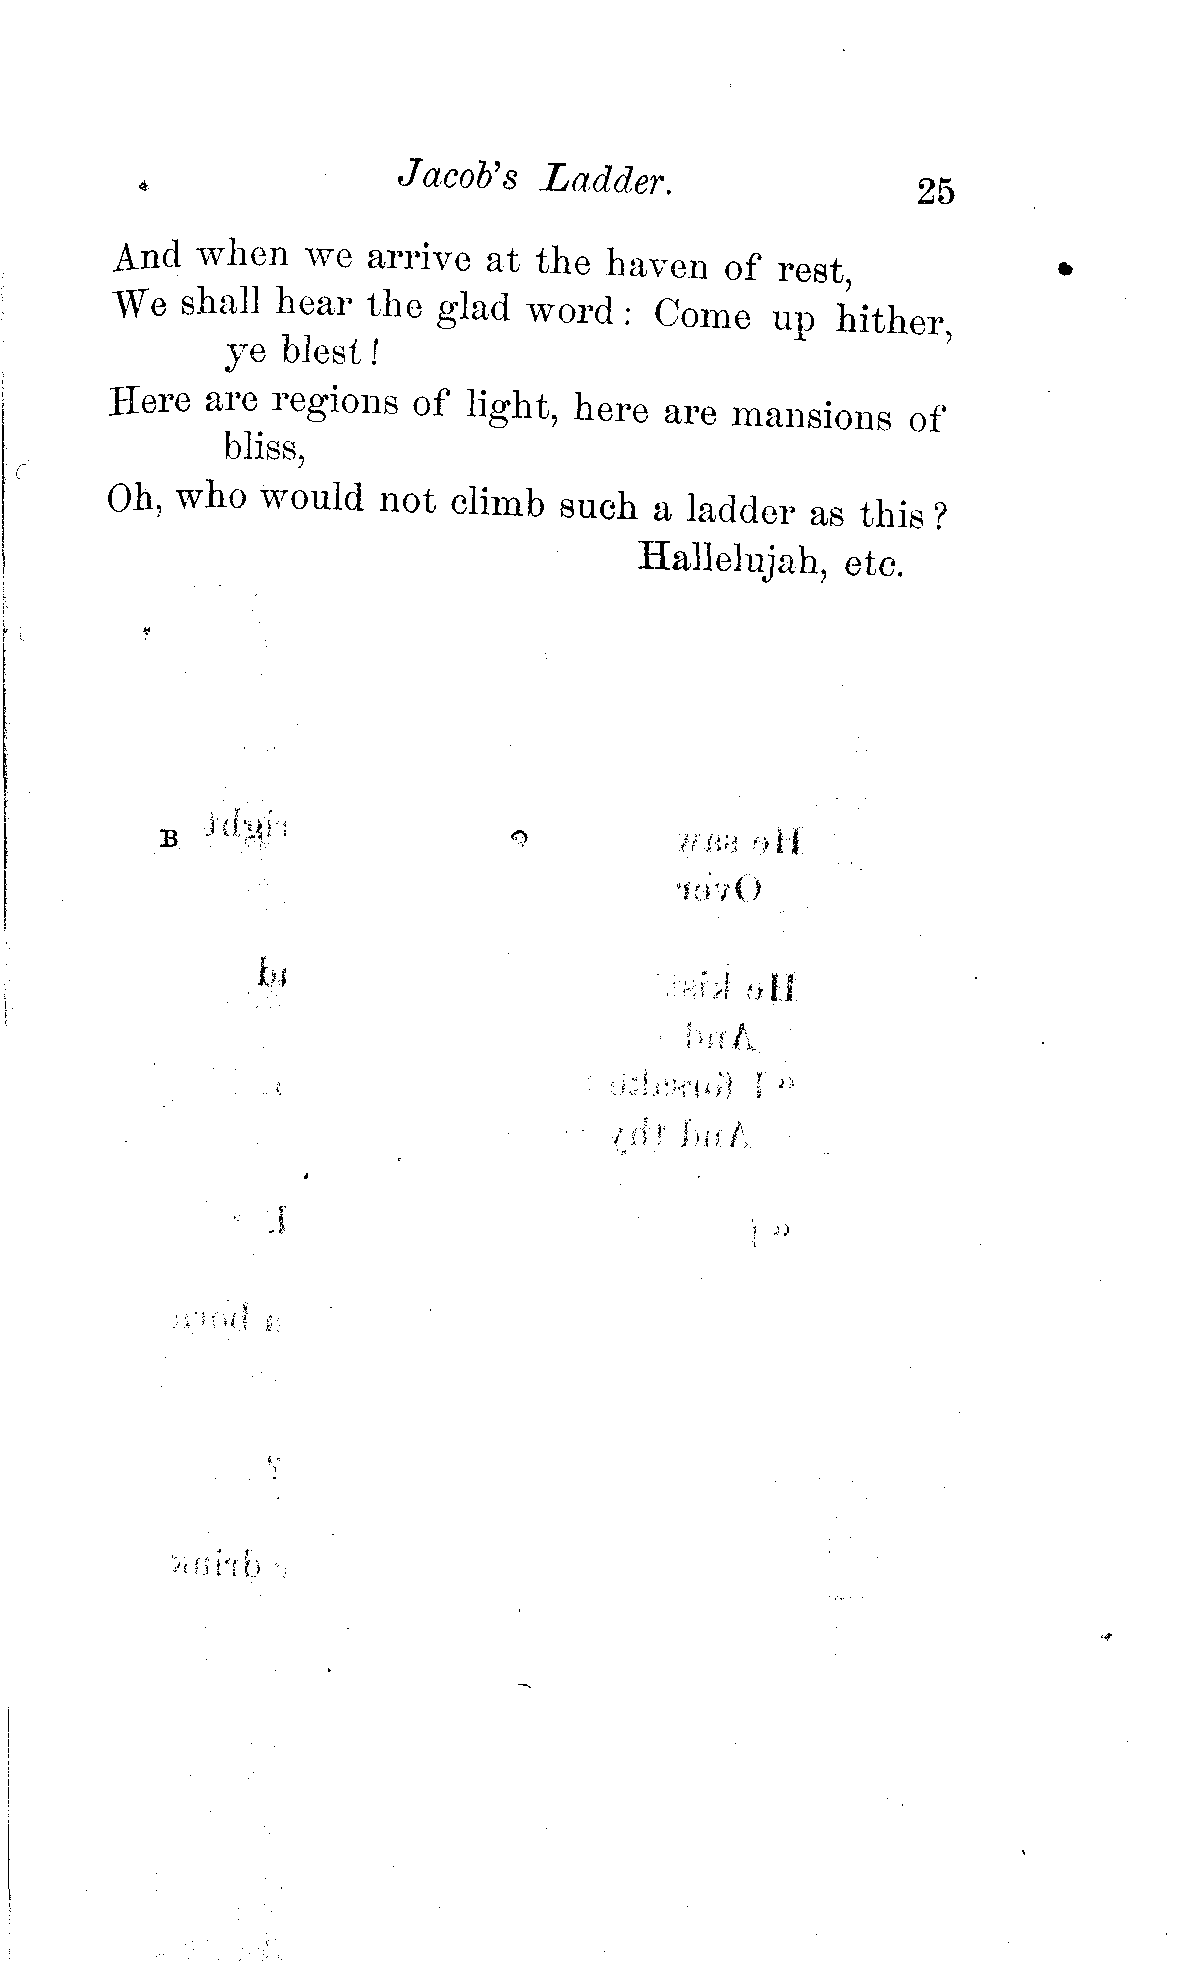 Jacob's Ladder. 25
And when we arrive at the haven of rest,
We shall hear the glad word: Come up hither,
ye blest!
Here are regions of light, here are mansions of
bliss,
Oh, who would not climb such a ladder as this?
Hallelujah, etc.
B